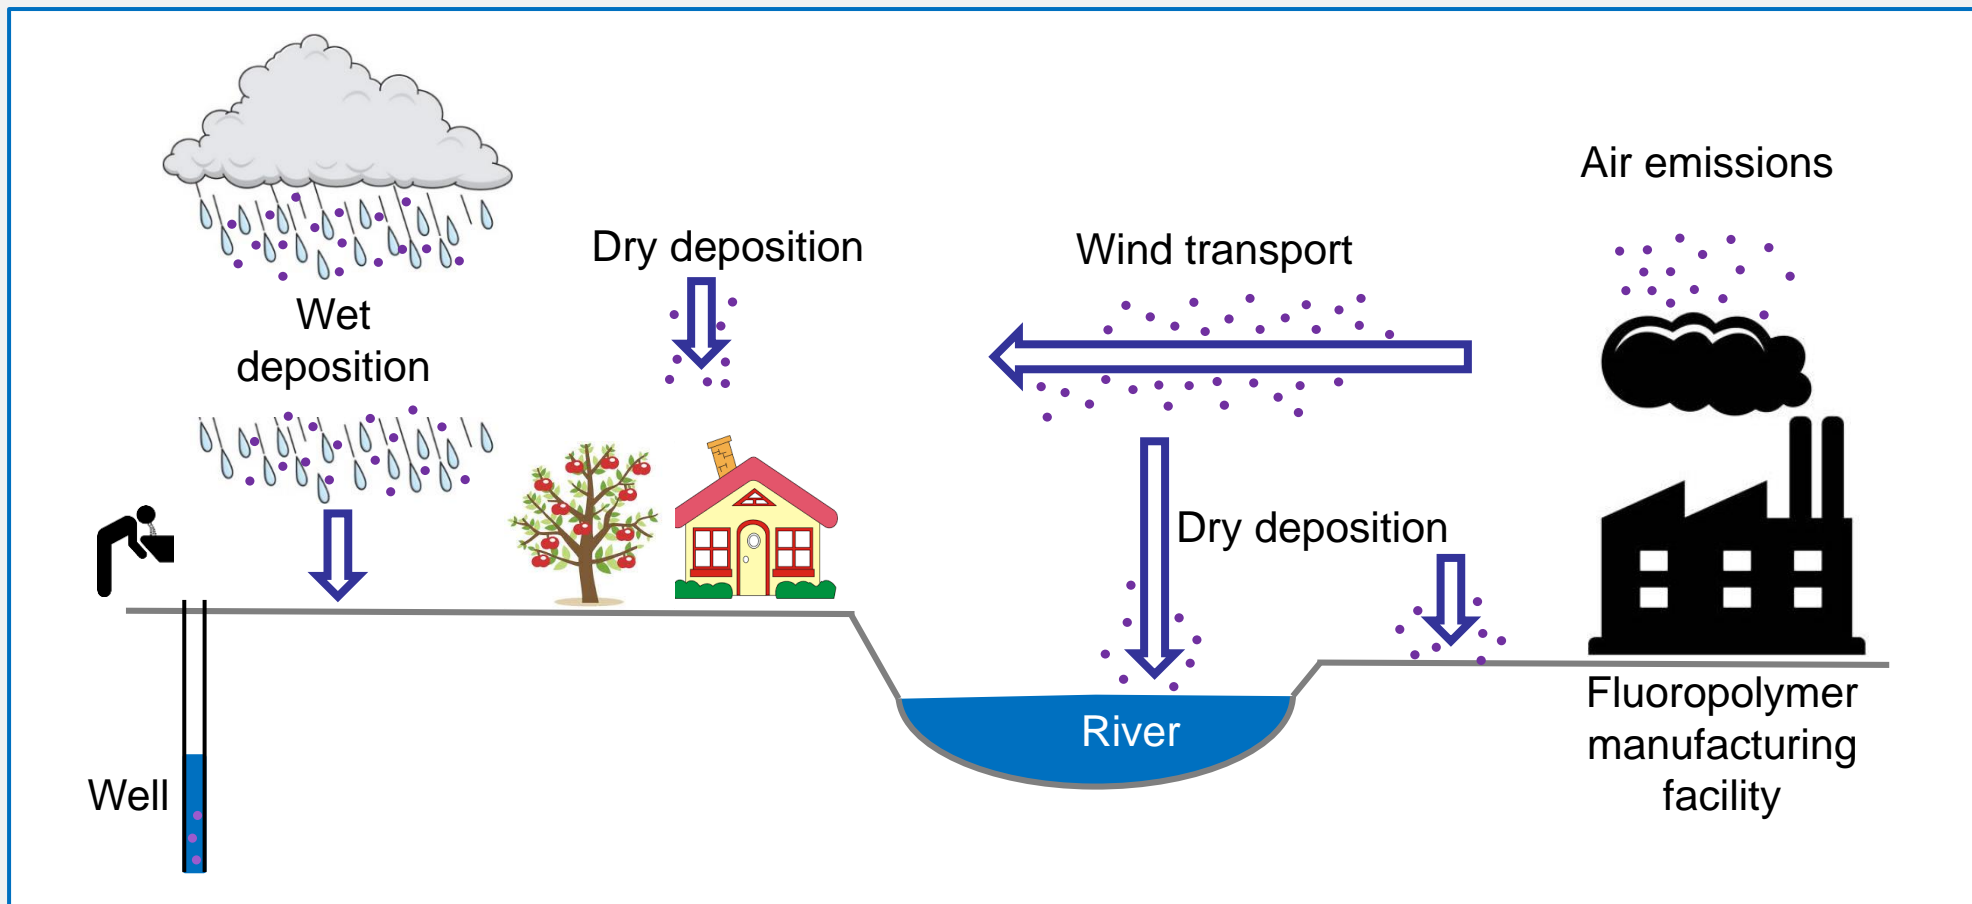 Air emissions
Dry deposition
Wind transport
Wet
deposition
Dry deposition
River
Fluoropolymer
manufacturing
facility
Well